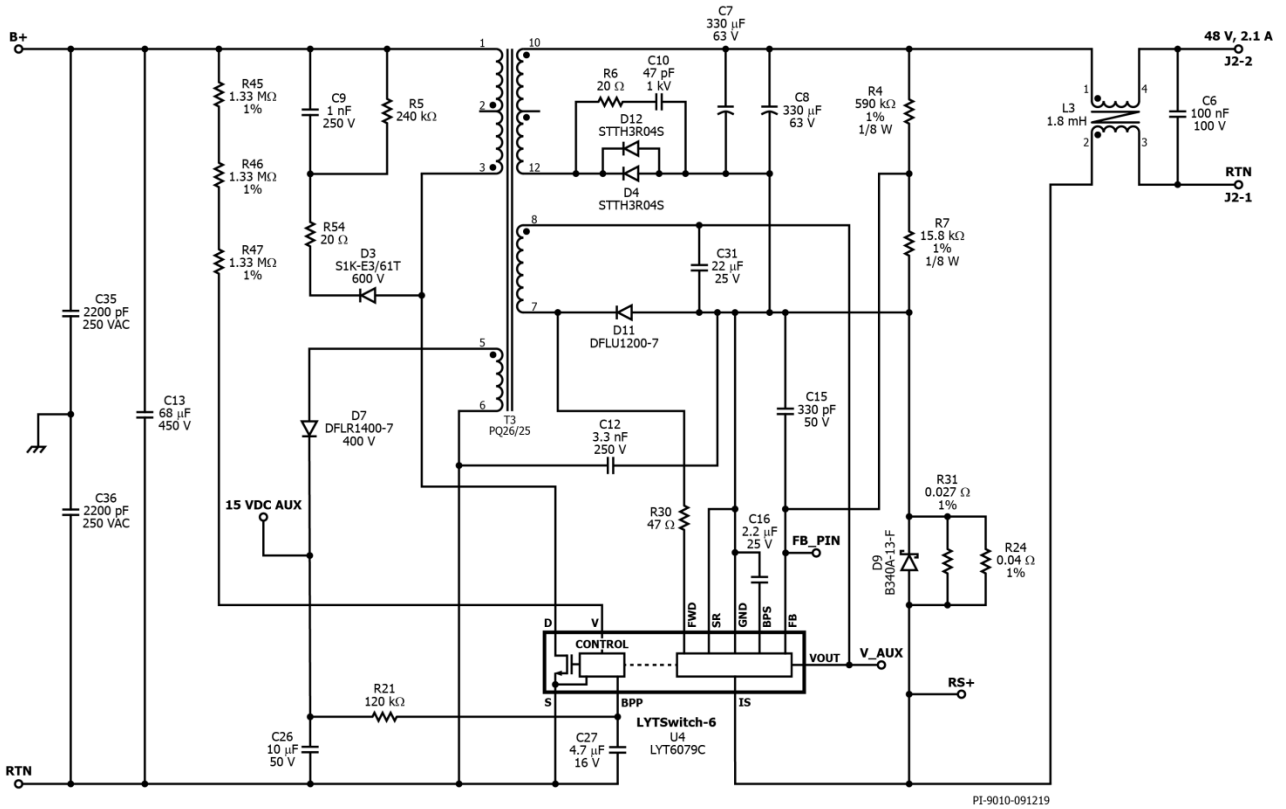 C7
330 μF
63 V
B+
1
10
48 V, 2.1 A
J2-2
R45
1.33 MΩ
1%
C9
1 nF
250 V
R5
240 kΩ
2
R6
20 Ω
C10
47 pF
1 kV
D12
STTH3R04S
C8
330 μF
63 V
R4
590 kΩ
1%
1/8 W
1
4
L3
1.8 mH
2
3
C6
100 nF
100 V
R46
1.33 MΩ
1%
3
12
D4
STTH3R04S
RTN
J2-1
R54
20 Ω
8
R7
15.8 kΩ
1%
1/8 W
R47
1.33 MΩ
1%
D3
S1K-E3/61T
600 V
C31
22 μF
25 V
C35
2200 pF
250 VAC
7
D11
DFLU1200-7
5
C13
68 μF
450 V
D7
DFLR1400-7
400 V
6
T3
PQ26/25
C12
3.3 nF
250 V
C15
330 pF
50 V
C36
2200 pF
250 VAC
15 VDC AUX
R30
47 Ω
C16
2.2 μF
25 V
FB_PIN
D9
B340A-13-F
R31
0.027 Ω
1%
R24
0.04 Ω
1%
D
V
FWD
SR
GND
BPS
FB
CONTROL
VOUT
V_AUX
RS+
S
BPP
IS
R21
120 kΩ
LYTSwitch-6
U4
LYT6079C
C26
10 μF
50 V
C27
4.7 μF
16 V
RTN
PI-9010-091219